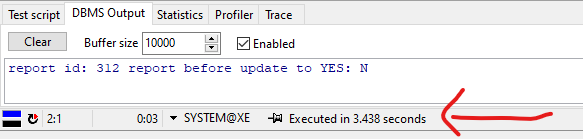 Test script DBMS Output Statistics Profiler Trace
Clear Buffer size 10000 Enabled
report id: 312 report before update to YES: N
2:1 0:03 SYSTEM@XE Executed in 3.438 seconds